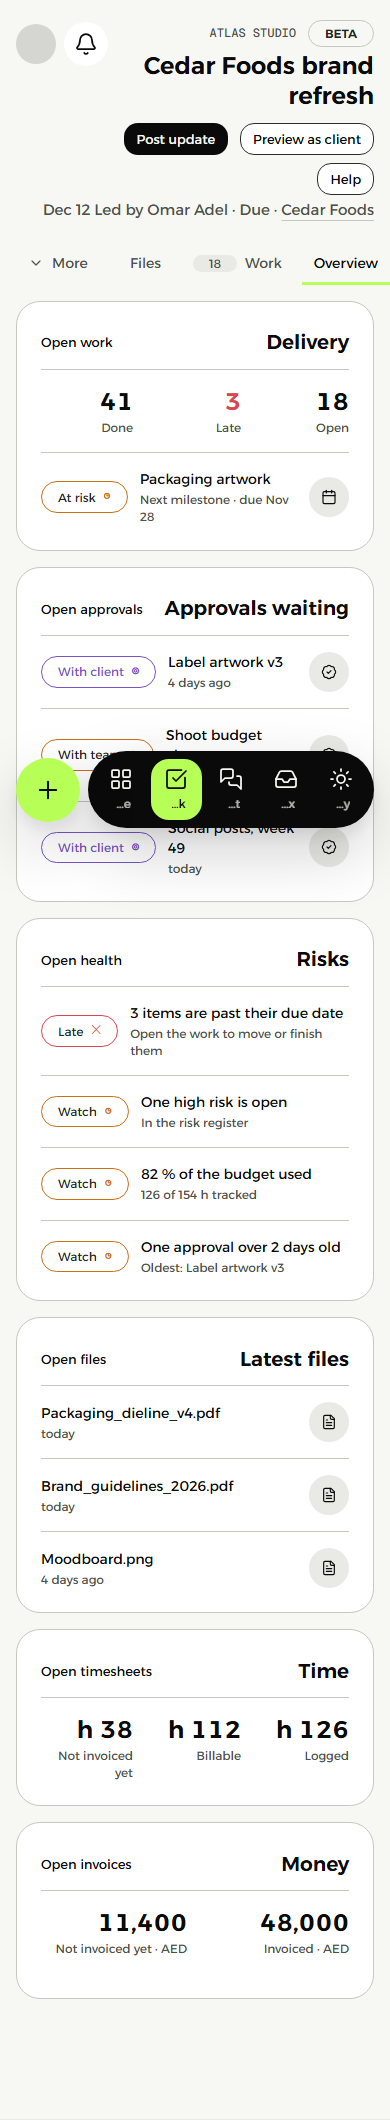 ATLAS STUDIO BETA
Cedar Foods brand
refresh
Post update Preview as client
Help
Dec 12 Led by Omar Adel · Due · Cedar Foods
More Files 18 Work Overview
Open work Delivery
41 3 18
Done Late Open
At risk Packaging artwork
Next milestone · due Nov
28
Open approvals Approvals waiting
With client Label artwork v3
4 days ago
Shoot budget
With team
...e ...k ...t ...x ...y
Social posts, week
With client 49
today
Open health Risks
Late 3 items are past their due date
Open the work to move or finish
them
Watch One high risk is open
In the risk register
Watch 82 % of the budget used
126 of 154 h tracked
Watch One approval over 2 days old
Oldest: Label artwork v3
Open files Latest files
Packaging_dieline_v4.pdf
today
Brand_guidelines_2026.pdf
today
Moodboard.png
4 days ago
Open timesheets Time
h 38 h 112 h 126
Not invoiced Billable Logged
yet
Open invoices Money
11,400 48,000
Not invoiced yet · AED Invoiced · AED